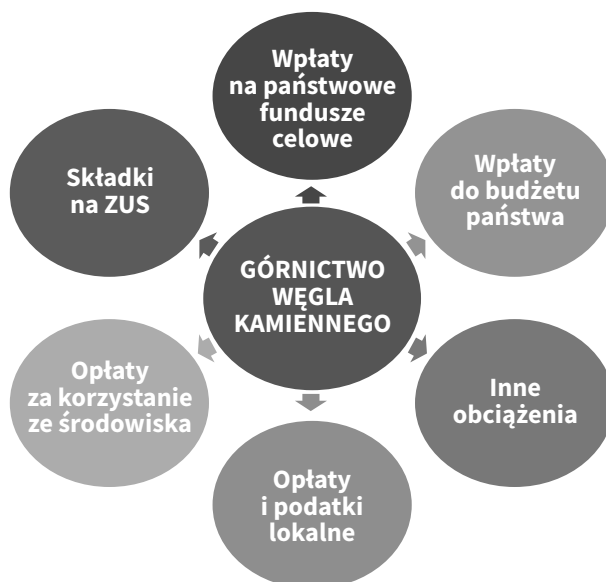 Wpłaty
na państwowe
fundusze
celowe
Wpłaty
do budżetu
państwa
Składki
na ZUS
GÓRNICTWO
WĘGLA
KAMIENNEGO
Opłaty
za korzystanie
ze środowiska
Inne
obciążenia
Opłaty
i podatki
lokalne